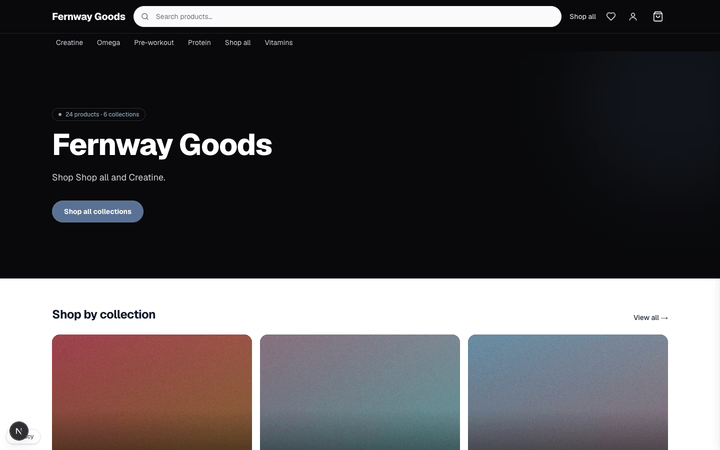 Fernway Goods
Search products...
Shop all
Creatine
Omega
Pre-workout
Protein
Shop all
Vitamins
24 products · 6 collections
Fernway Goods
Shop Shop all and Creatine.
Shop all collections
Shop by collection
View all →
N